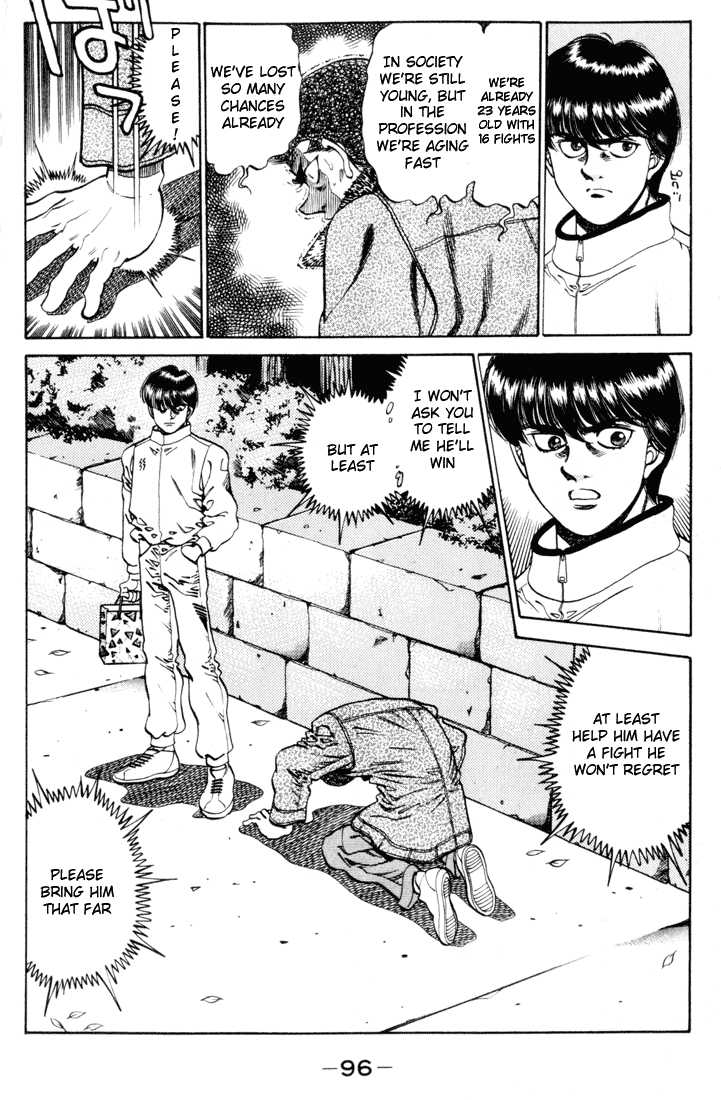 WE'RE
ALREADY
23 YEARS
OLD WITH
16 FIGHTS
IN SOCIETY
WE'RE STILL
YOUNG, BUT
IN THE
PROFESSION
WE'RE AGING
FAST
WE'VE LOST
SO MANY
CHANCES
ALREADY
PLEASE!
I WON'T
ASK YOU
TO TELL
ME HE'LL
WIN
BUT AT
LEAST
AT LEAST
HELP HIM HAVE
A FIGHT HE
WON'T REGRET
PLEASE
BRING HIM
THAT FAR
—96—